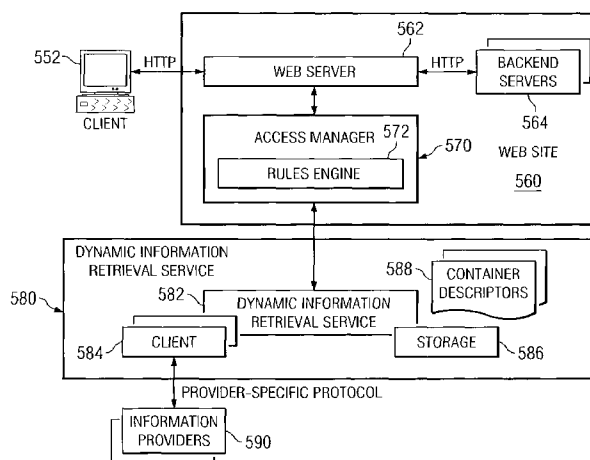 552
HTTP
CLIENT
562
WEB SERVER
HTTP
BACKEND
SERVERS
564
ACCESS MANAGER
572
RULES ENGINE
570
WEB SITE
560
DYNAMIC INFORMATION
RETRIEVAL SERVICE
580
582
DYNAMIC INFORMATION
RETRIEVAL SERVICE
588
CONTAINER
DESCRIPTORS
584
CLIENT
STORAGE
586
PROVIDER-SPECIFIC PROTOCOL
INFORMATION
PROVIDERS
590